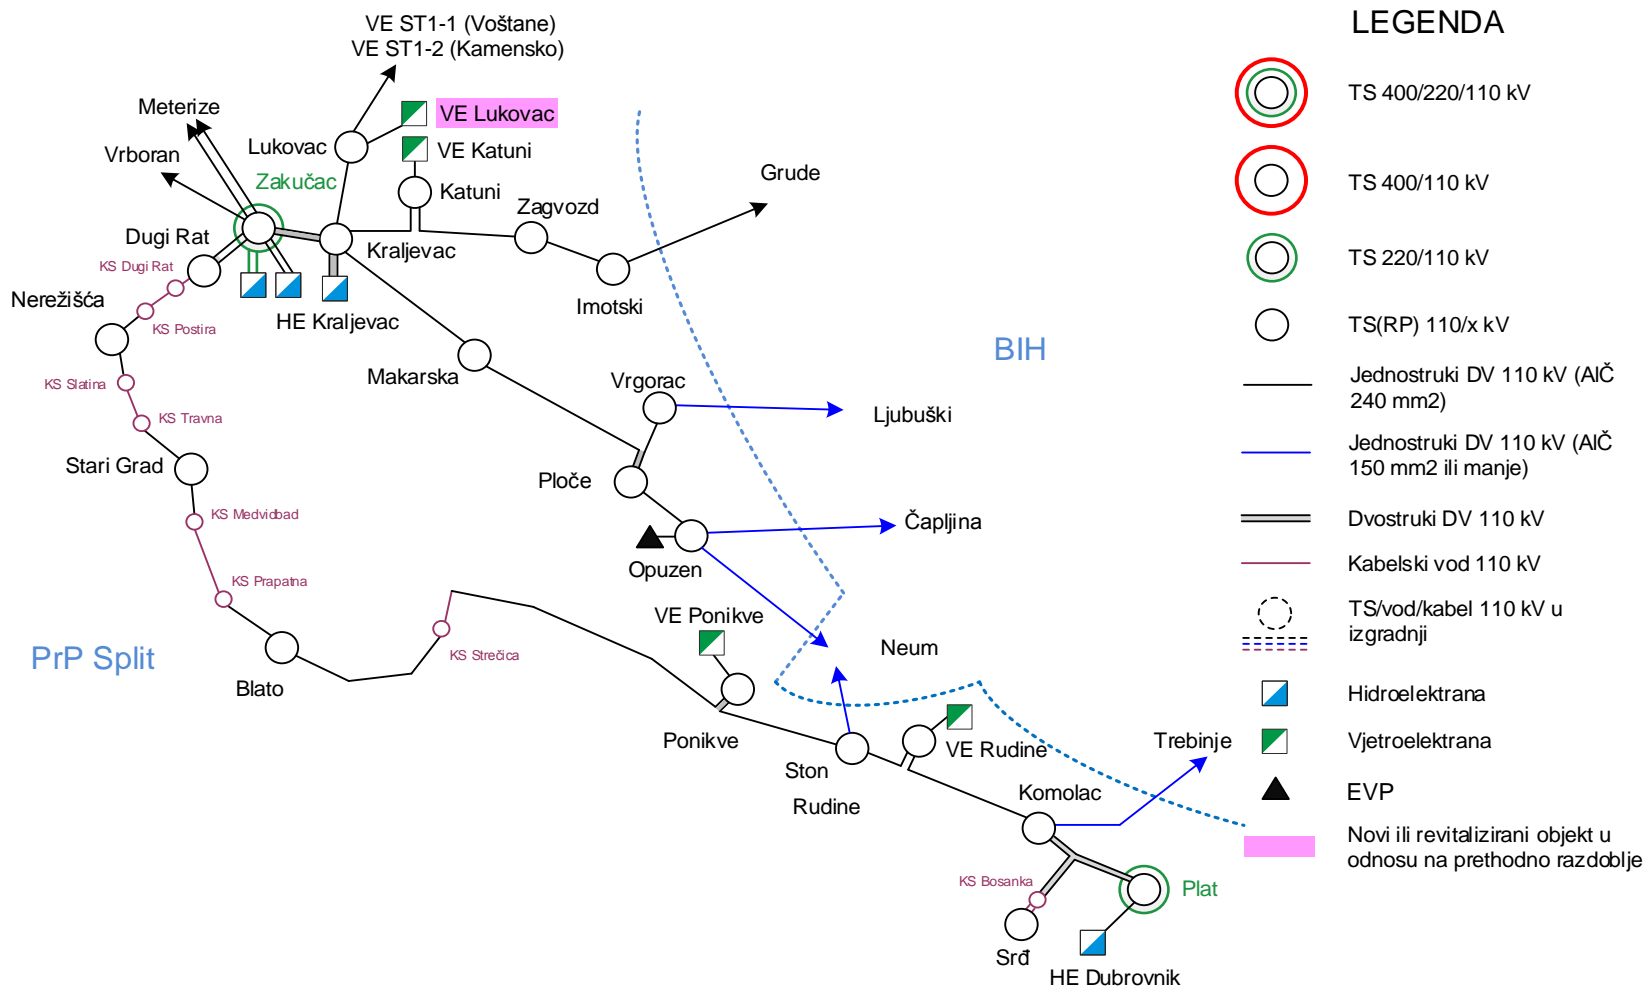 VE ST1-1 (Voštane)
VE ST1-2 (Kamensko)
Meterize
VE Lukovac
Vrboran
Lukovac
VE Katuni
Zakučac
Katuni
Grude
Zagvozd
Dugi Rat
Kraljevac
KS Dugi Rat
Nerežišća
Imotski
KS Postira
HE Kraljevac
BIH
Makarska
Vrgorac
KS Slatina
Ljubuški
KS Travna
Stari Grad
Ploče
KS Medvidbad
Čapljina
Opuzen
KS Prapatna
VE Ponikve
PrP Split
KS Strečica
Neum
Blato
Ponikve
VE Rudine
Trebinje
Ston
Rudine
Komolac
KS Bosanka
Plat
Srđ
HE Dubrovnik
LEGENDA
TS 400/220/110 kV
TS 400/110 kV
TS 220/110 kV
TS(RP) 110/x kV
Jednostruki DV 110 kV (AlČ
240 mm2)
Jednostruki DV 110 kV (AlČ
150 mm2 ili manje)
Dvostruki DV 110 kV
Kabelski vod 110 kV
TS/vod/kabel 110 kV u
izgradnji
Hidroelektrana
Vjetroelektrana
EVP
Novi ili revitalizirani objekt u
odnosu na prethodno razdoblje